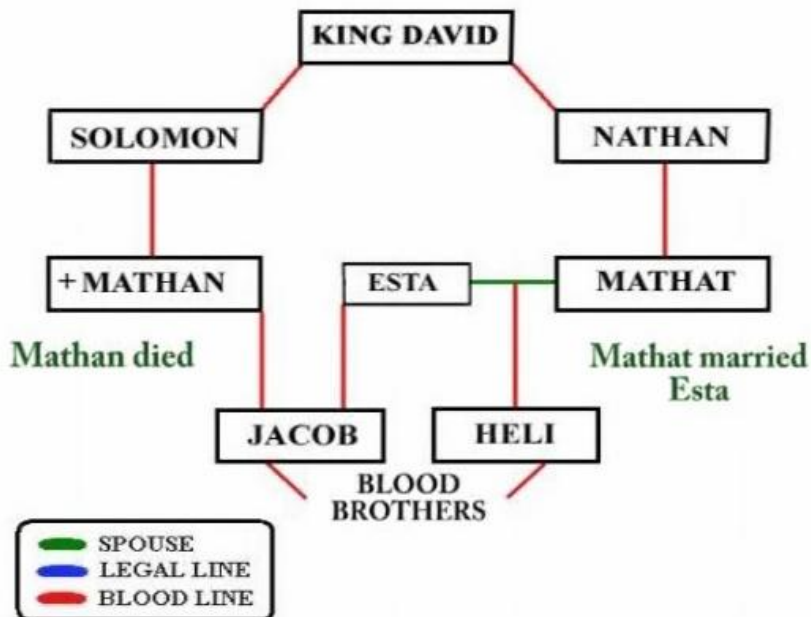 KING DAVID
SOLOMON
NATHAN
+ MATHAN
ESTA
MATHAT
Mathan died
Mathat married
Esta
JACOB
HELI
BLOOD
BROTHERS
SPOUSE
LEGAL LINE
BLOOD LINE